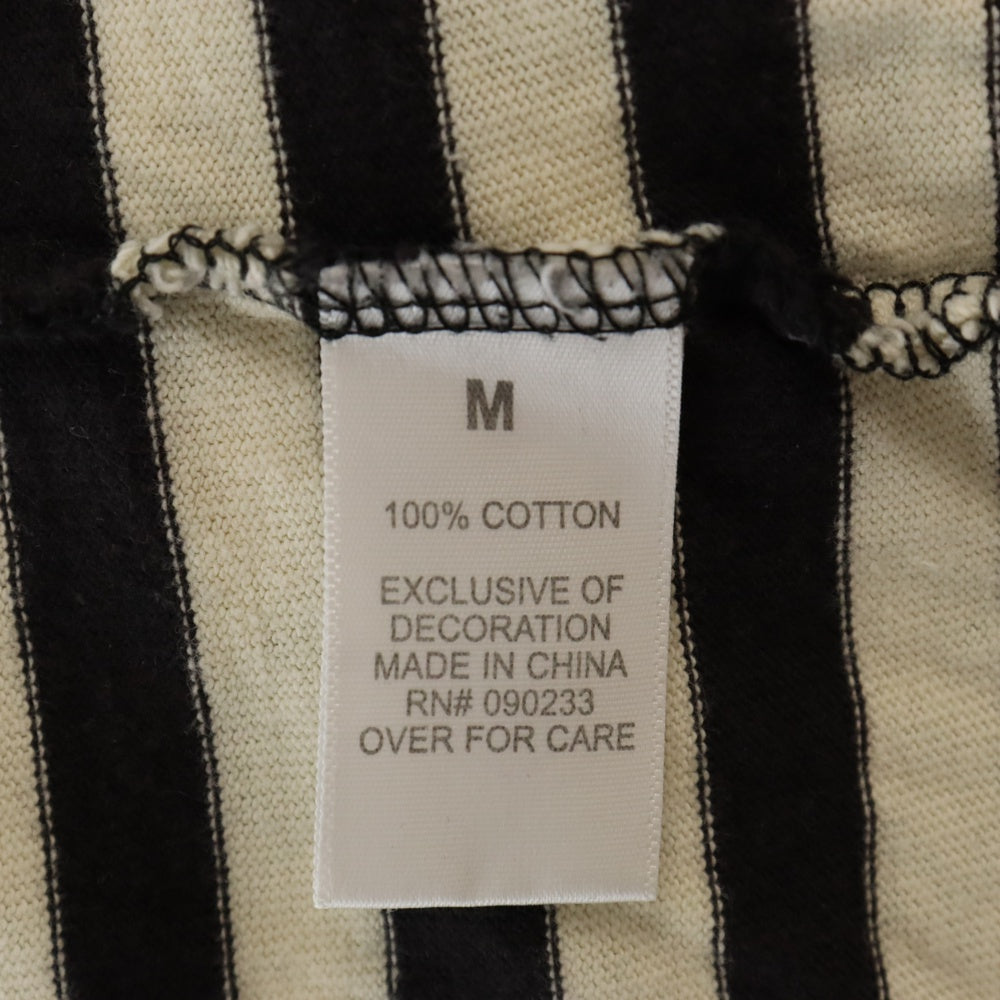 M
100% COTTON
EXCLUSIVE OF
DECORATION
MADE IN CHINA
RN# 090233
OVER FOR CARE